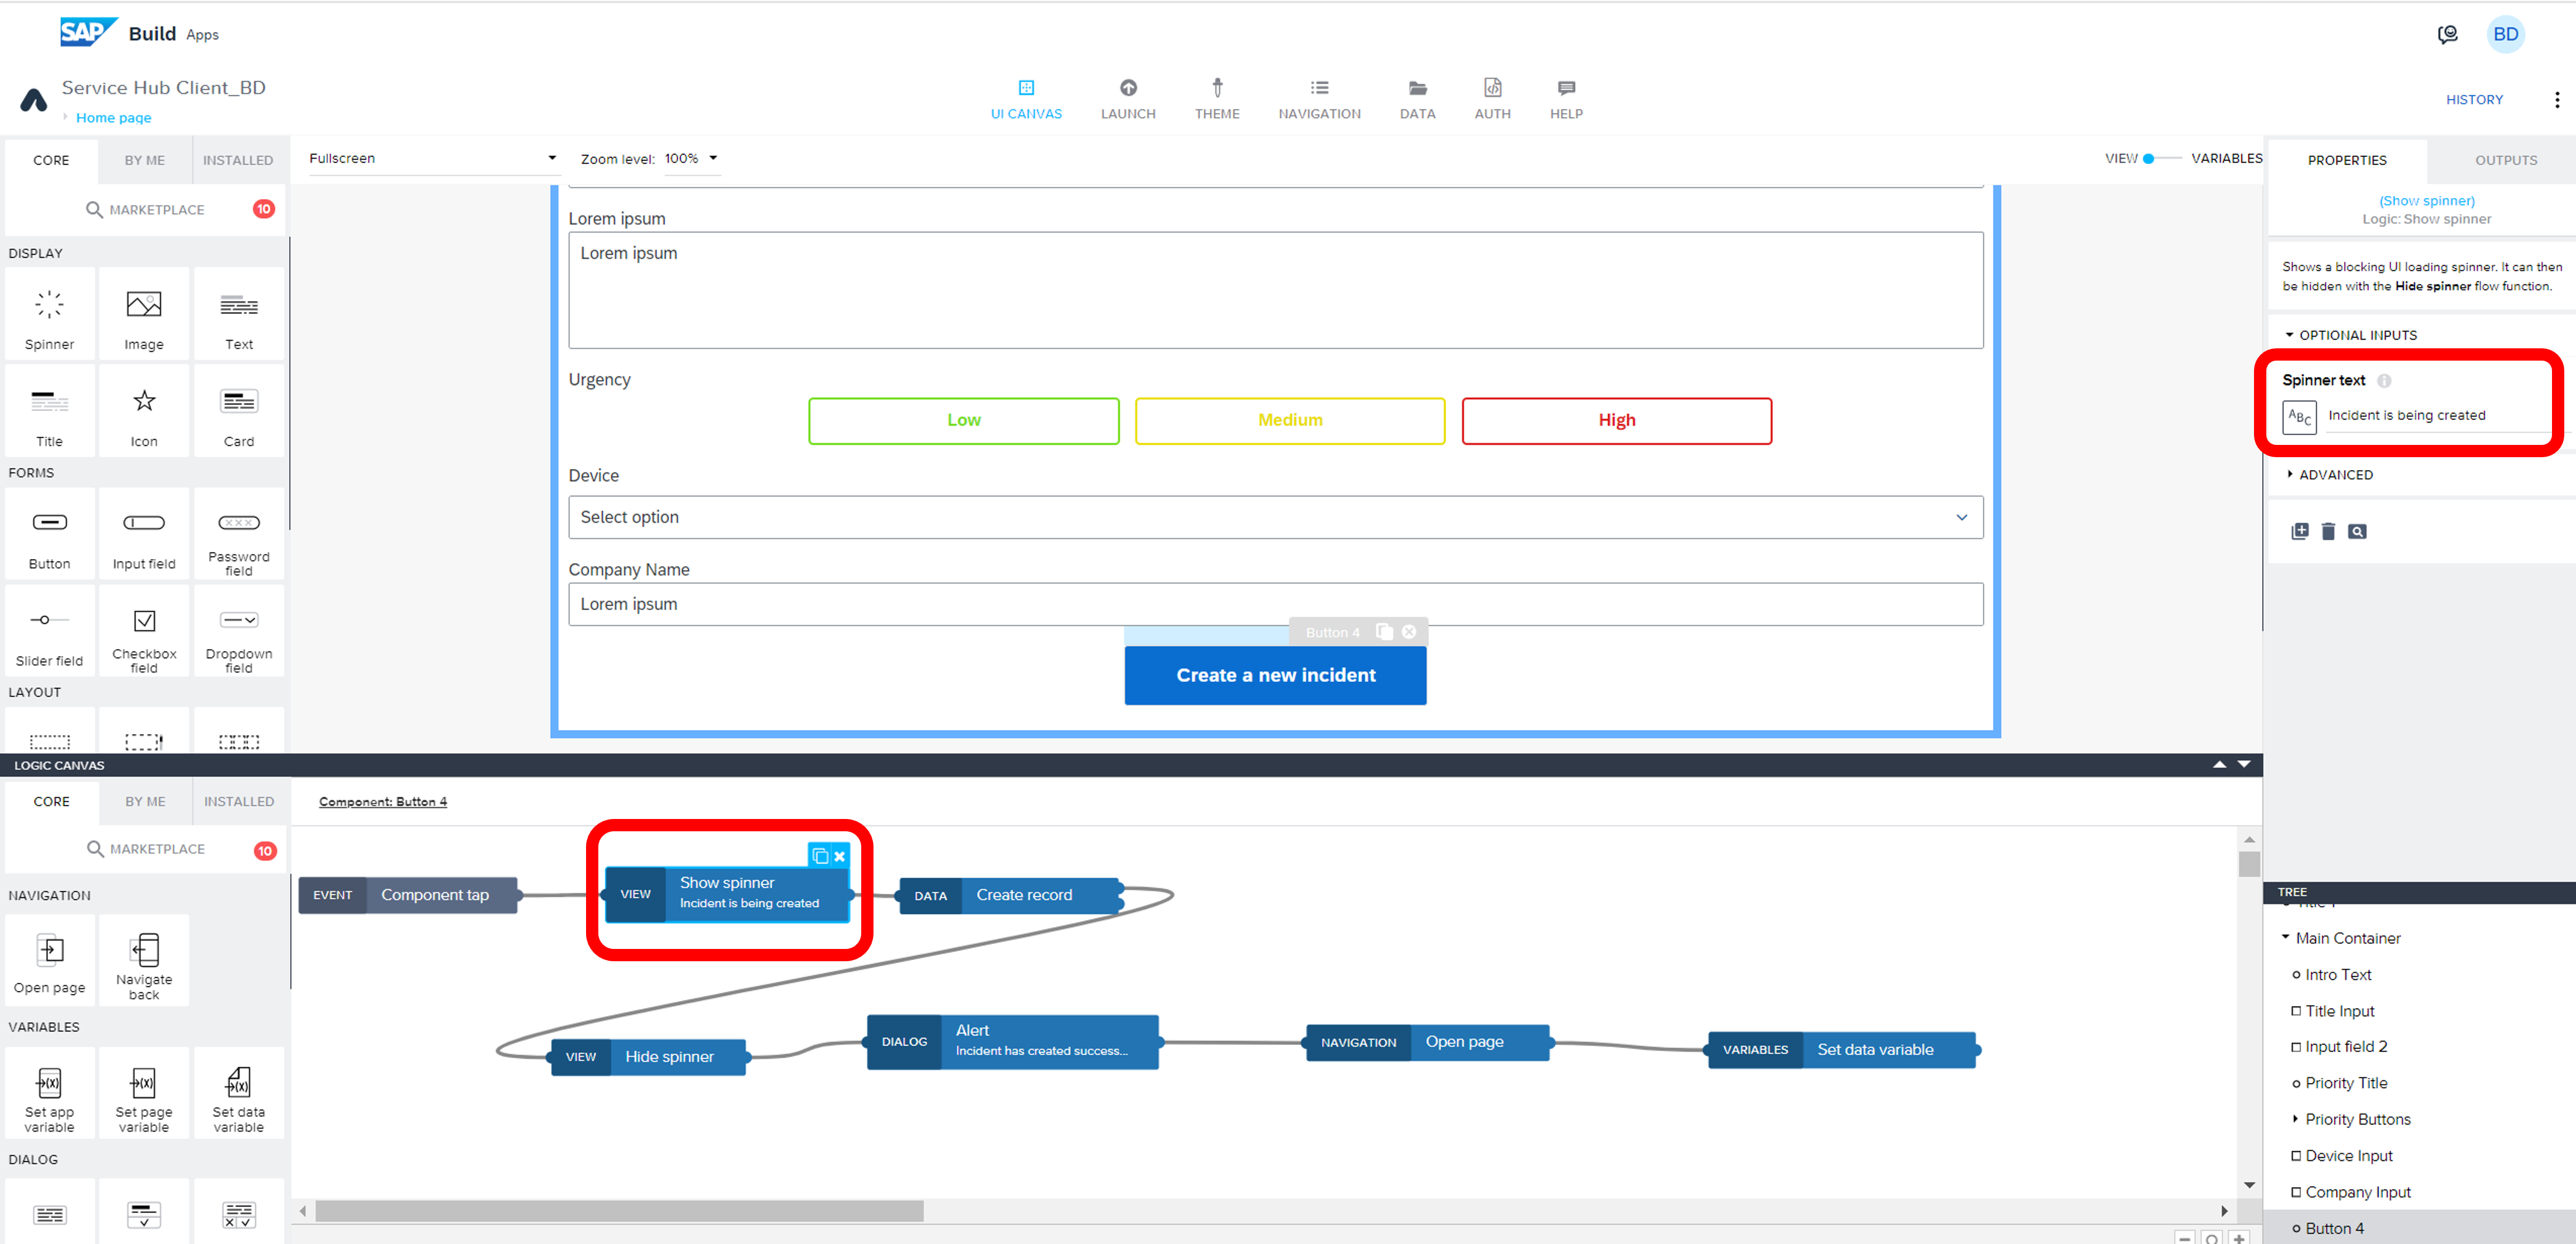 SAP Build Apps
BD
Service Hub Client_BD
Home page
UI CANVAS
LAUNCH
THEME
NAVIGATION
DATA
AUTH
HELP
HISTORY
CORE
BY ME
INSTALLED
MARKETPLACE
10
DISPLAY
Spinner
Image
Text
Title
Icon
Card
FORMS
Button
Input field
Password
field
Slider field
Checkbox
field
Dropdown
field
LAYOUT
Fullscreen
Zoom level: 100%
VIEW
VARIABLES
Lorem ipsum
Lorem ipsum
Urgency
Low
Medium
High
Device
Select option
Company Name
Lorem ipsum
Button 4
Create a new incident
PROPERTIES
OUTPUTS
(Show spinner)
Logic: Show spinner
Shows a blocking UI loading spinner. It can then
be hidden with the Hide spinner flow function.
OPTIONAL INPUTS
Spinner text
ABC
Incident is being created
ADVANCED
LOGIC CANVAS
CORE
BY ME
INSTALLED
MARKETPLACE
10
NAVIGATION
Open page
Navigate
back
VARIABLES
Set app
variable
Set page
variable
Set data
variable
DIALOG
Component: Button 4
EVENT
Component tap
VIEW
Show spinner
Incident is being created
DATA
Create record
VIEW
Hide spinner
DIALOG
Alert
Incident has created success...
NAVIGATION
Open page
VARIABLES
Set data variable
TREE
Main Container
Intro Text
Title Input
Input field 2
Priority Title
Priority Buttons
Device Input
Company Input
Button 4